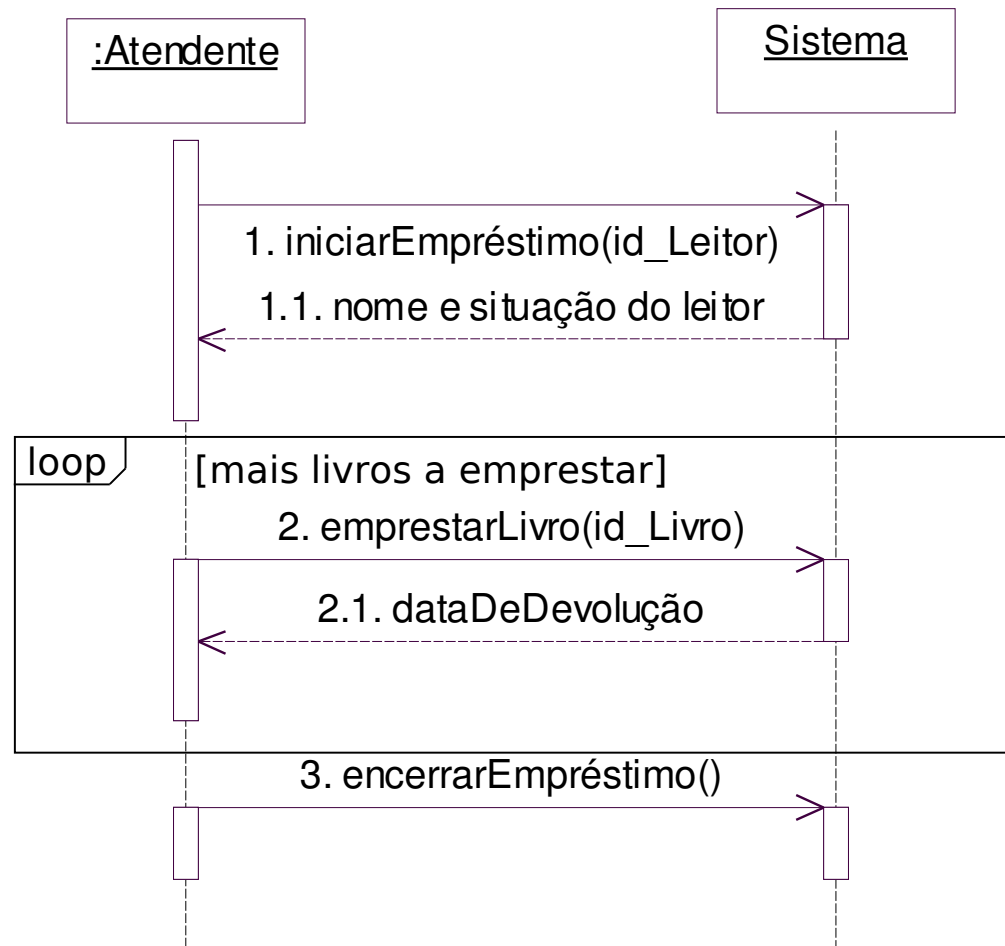 :Atendente
Sistema
1. iniciarEmpréstimo(id_Leitor)
1.1. nome e situação do leitor
loop
[mais livros a emprestar]
2. emprestarLivro(id_Livro)
2.1. dataDeDevolução
3. encerrarEmpréstimo()